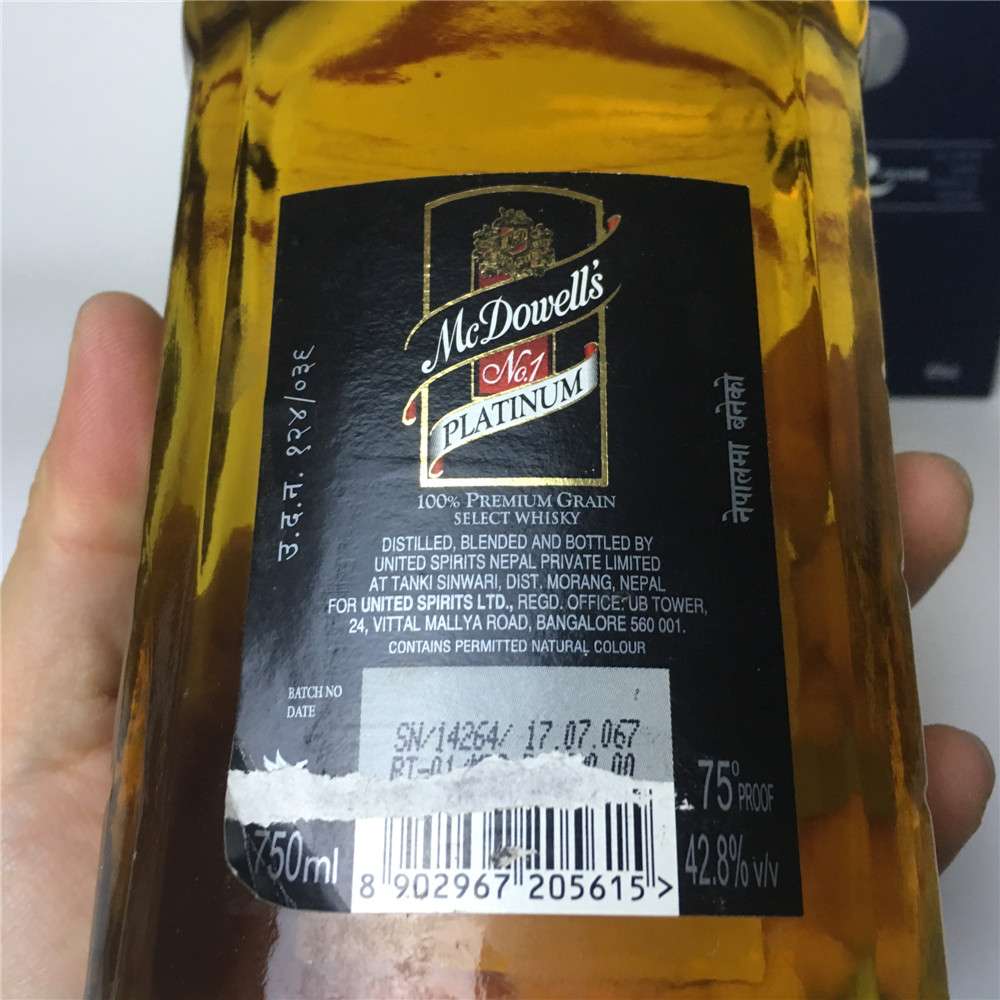 McDowell's
No.1
PLATINUM
100% PREMIUM GRAIN
SELECT WHISKY
DISTILLED, BLENDED AND BOTTLED BY
UNITED SPIRITS NEPAL PRIVATE LIMITED
AT TANKI SINWARI, DIST. MORANG, NEPAL
FOR UNITED SPIRITS LTD., REGD. OFFICE: UB TOWER,
24, VITTAL MALLYA ROAD, BANGALORE 560 001.
CONTAINS PERMITTED NATURAL COLOUR
उ.द.न. १२४/०३६
नेपालमा बनेको
BATCH NO
DATE
SN/14264/ 17.07.067
75° PROOF
750ml
42.8% v/v
8 902967 205615 >